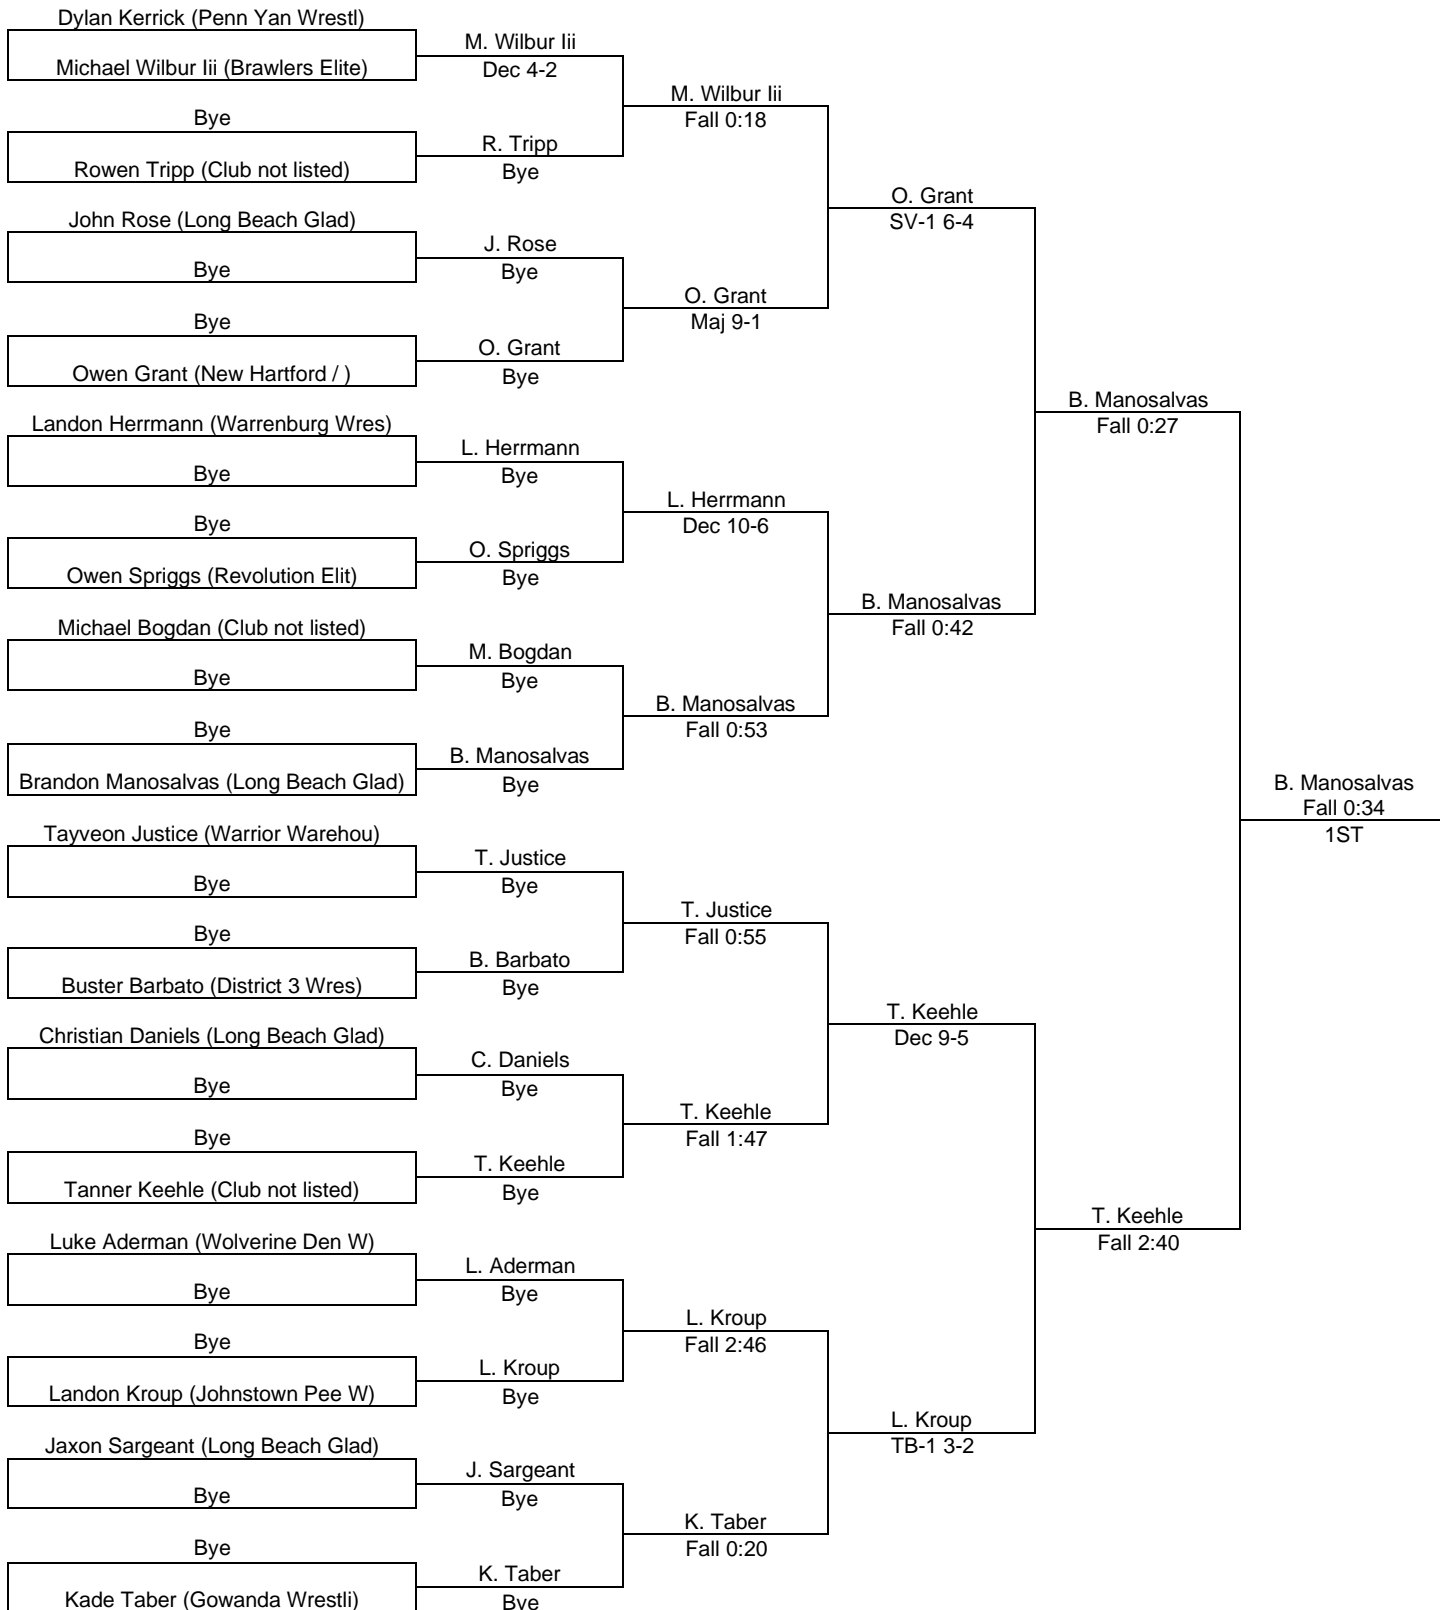 Dylan Kerrick (Penn Yan Wrestl)
Michael Wilbur Iii (Brawlers Elite)
Bye
Rowen Tripp (Club not listed)
John Rose (Long Beach Glad)
Bye
Bye
Owen Grant (New Hartford / )
Landon Herrmann (Warrenburg Wres)
Bye
Bye
Owen Spriggs (Revolution Elit)
Michael Bogdan (Club not listed)
Bye
Bye
Brandon Manosalvas (Long Beach Glad)
Tayveon Justice (Warrior Warehou)
Bye
Bye
Buster Barbato (District 3 Wres)
Christian Daniels (Long Beach Glad)
Bye
Bye
Tanner Keehle (Club not listed)
Luke Aderman (Wolverine Den W)
Bye
Bye
Landon Kroup (Johnstown Pee W)
Jaxon Sargeant (Long Beach Glad)
Bye
Bye
Kade Taber (Gowanda Wrestli)
M. Wilbur Iii
Dec 4-2
R. Tripp
Bye
J. Rose
Bye
O. Grant
Bye
L. Herrmann
Bye
O. Spriggs
Bye
M. Bogdan
Bye
B. Manosalvas
Bye
T. Justice
Bye
B. Barbato
Bye
C. Daniels
Bye
T. Keehle
Bye
L. Aderman
Bye
L. Kroup
Bye
J. Sargeant
Bye
K. Taber
Bye
M. Wilbur Iii
Fall 0:18
O. Grant
Maj 9-1
L. Herrmann
Dec 10-6
B. Manosalvas
Fall 0:53
T. Justice
Fall 0:55
T. Keehle
Fall 1:47
L. Kroup
Fall 2:46
K. Taber
Fall 0:20
O. Grant
SV-1 6-4
B. Manosalvas
Fall 0:42
T. Keehle
Dec 9-5
L. Kroup
TB-1 3-2
B. Manosalvas
Fall 0:27
T. Keehle
Fall 2:40
B. Manosalvas
Fall 0:34
1ST